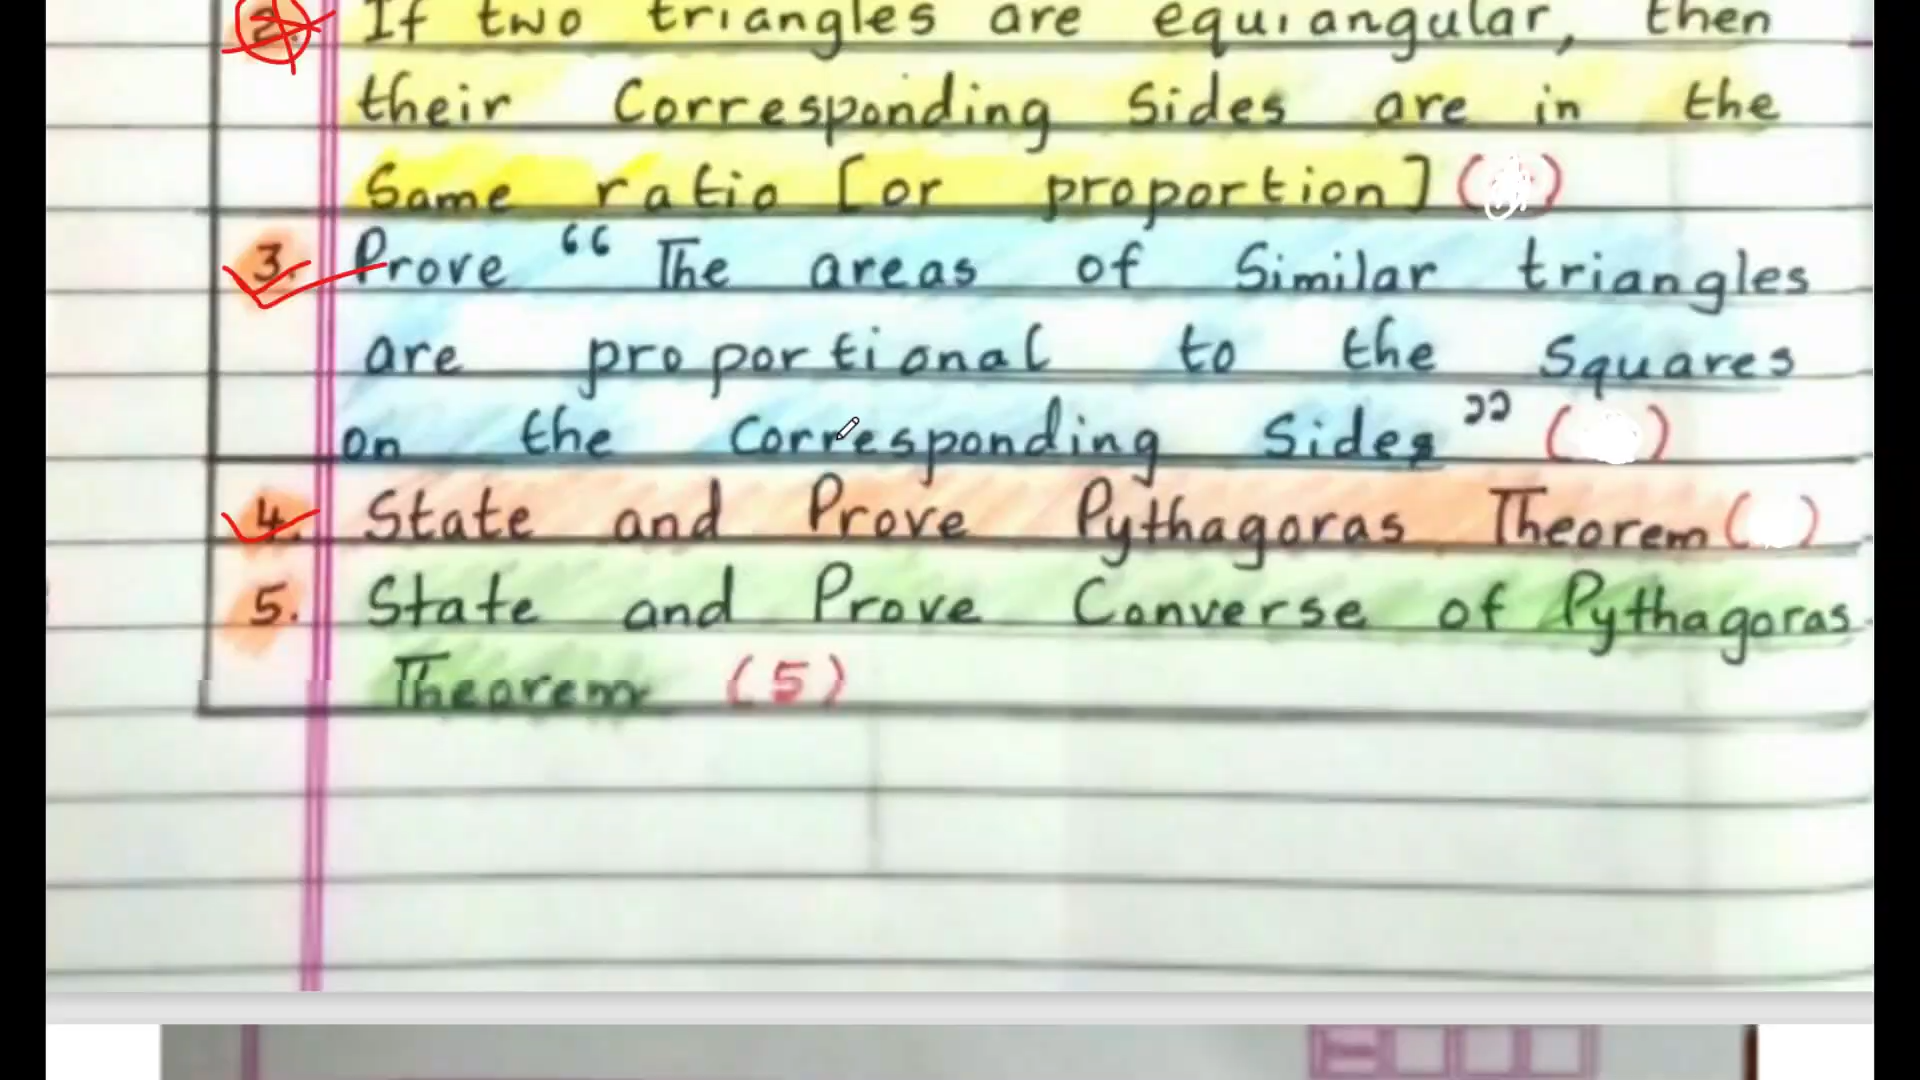 2. If two triangles are equiangular, then
their Corresponding Sides are in the
Same ratio [or proportion] ( )
3. Prove "The areas of Similar triangles
are proportional to the Squares
on the Corresponding Sides" ( )
4. State and Prove Pythagoras Theorem ( )
5. State and Prove Converse of Pythagoras
Theorem (5)